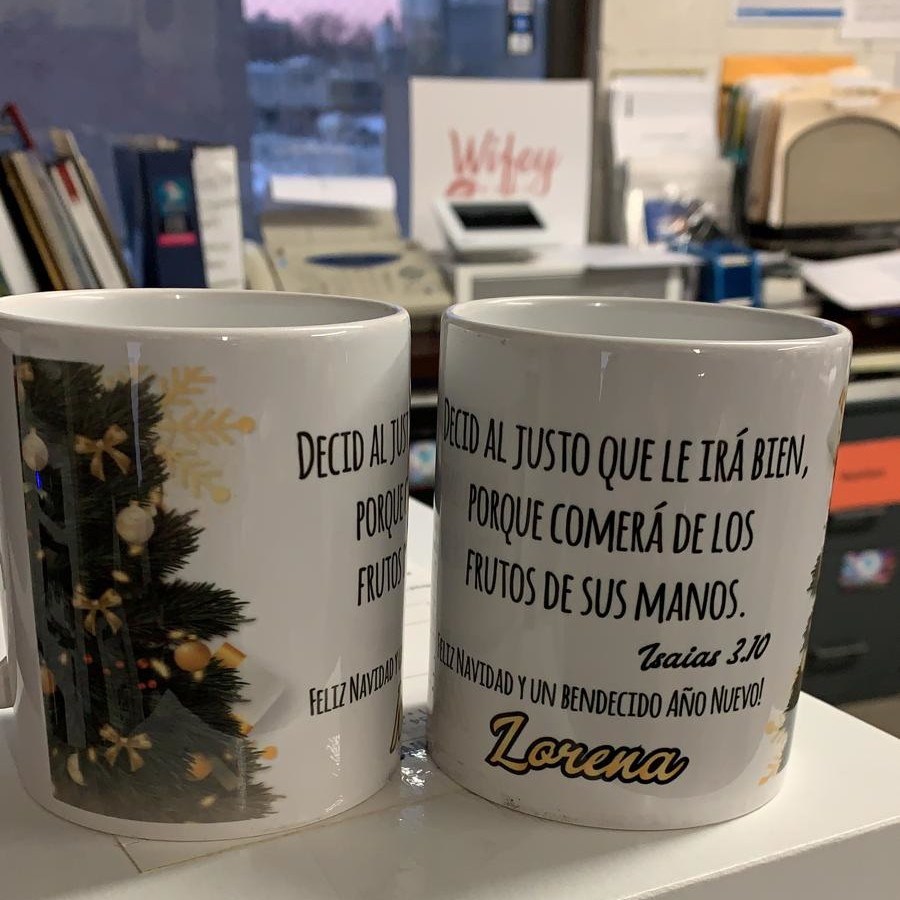 Wifey
DECID AL JUS
PORQUE
FRUTOS
FELIZ NAVIDAD Y
DECID AL JUSTO QUE LE IRÁ BIEN,
PORQUE COMERÁ DE LOS
FRUTOS DE SUS MANOS.
Isaias 3.10
FELIZ NAVIDAD Y UN BENDECIDO AÑO NUEVO!
Lorena